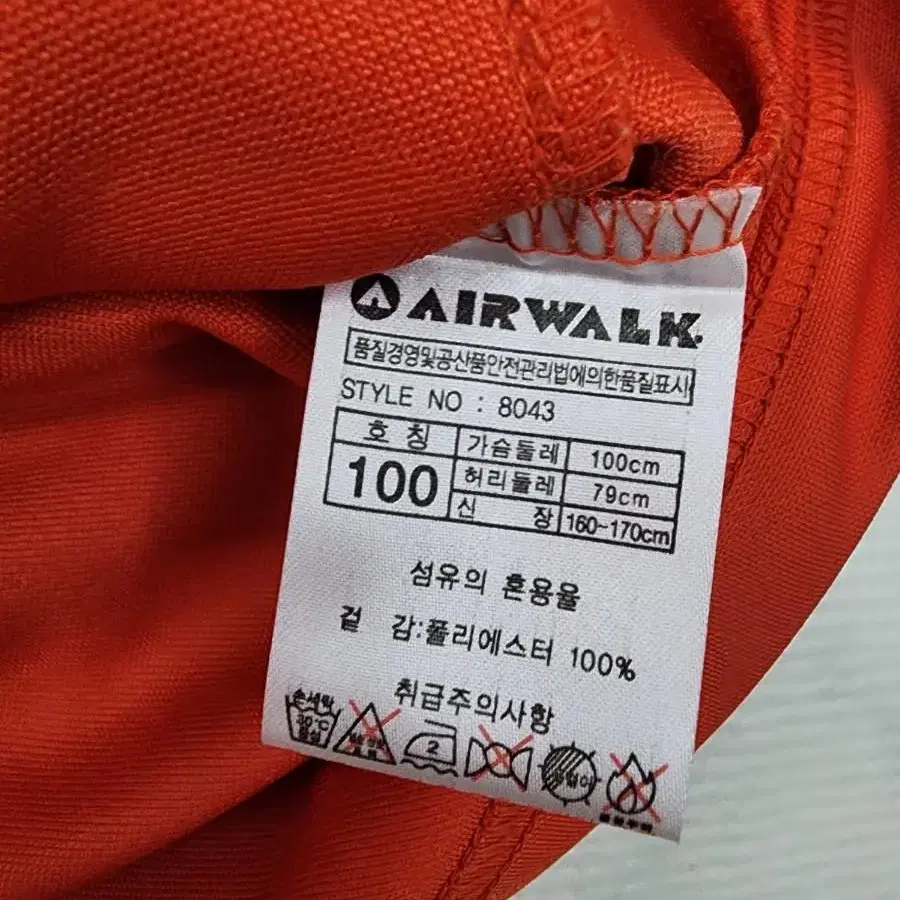 AIRWALK
품질경영및공산품안전관리법에의한품질표시
STYLE NO : 8043
호 칭
100
가슴둘레 100cm
허리둘레 79cm
신 장 160~170cm
섬유의 혼용율
겉 감:폴리에스터 100%
취급주의사항
손세탁
30°C
중성
2